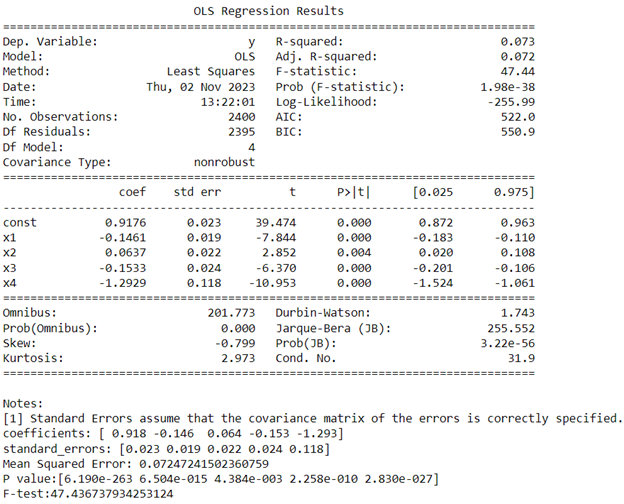 OLS Regression Results
==============================================================================
Dep. Variable: y R-squared: 0.073
Model: OLS Adj. R-squared: 0.072
Method: Least Squares F-statistic: 47.44
Date: Thu, 02 Nov 2023 Prob (F-statistic): 1.98e-38
Time: 13:22:01 Log-Likelihood: -255.99
No. Observations: 2400 AIC: 522.0
Df Residuals: 2395 BIC: 550.9
Df Model: 4
Covariance Type: nonrobust
==============================================================================
coef std err t P>|t| [0.025 0.975]
------------------------------------------------------------------------------
const 0.9176 0.023 39.474 0.000 0.872 0.963
x1 -0.1461 0.019 -7.844 0.000 -0.183 -0.110
x2 0.0637 0.022 2.852 0.004 0.020 0.108
x3 -0.1533 0.024 -6.370 0.000 -0.201 -0.106
x4 -1.2929 0.118 -10.953 0.000 -1.524 -1.061
==============================================================================
Omnibus: 201.773 Durbin-Watson: 1.743
Prob(Omnibus): 0.000 Jarque-Bera (JB): 255.552
Skew: -0.799 Prob(JB): 3.22e-56
Kurtosis: 2.973 Cond. No. 31.9
==============================================================================
Notes:
[1] Standard Errors assume that the covariance matrix of the errors is correctly specified.
coefficients: [ 0.918 -0.146 0.064 -0.153 -1.293]
standard_errors: [0.023 0.019 0.022 0.024 0.118]
Mean Squared Error: 0.07247241502360759
P value:[6.190e-263 6.504e-015 4.384e-003 2.258e-010 2.830e-027]
F-test:47.436737934253124